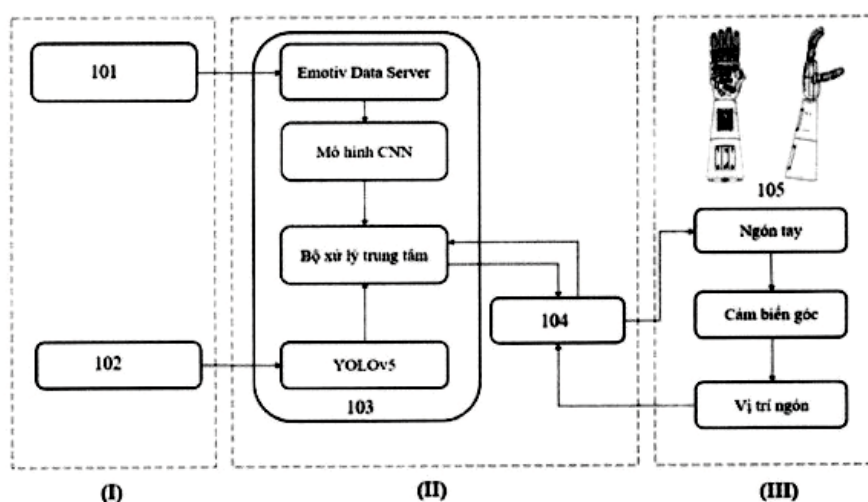 101
102
Emotiv Data Server
Mô hình CNN
Bộ xử lý trung tâm
YOLOv5
103
104
105
Ngón tay
Cảm biến góc
Vị trí ngón
(I)
(II)
(III)